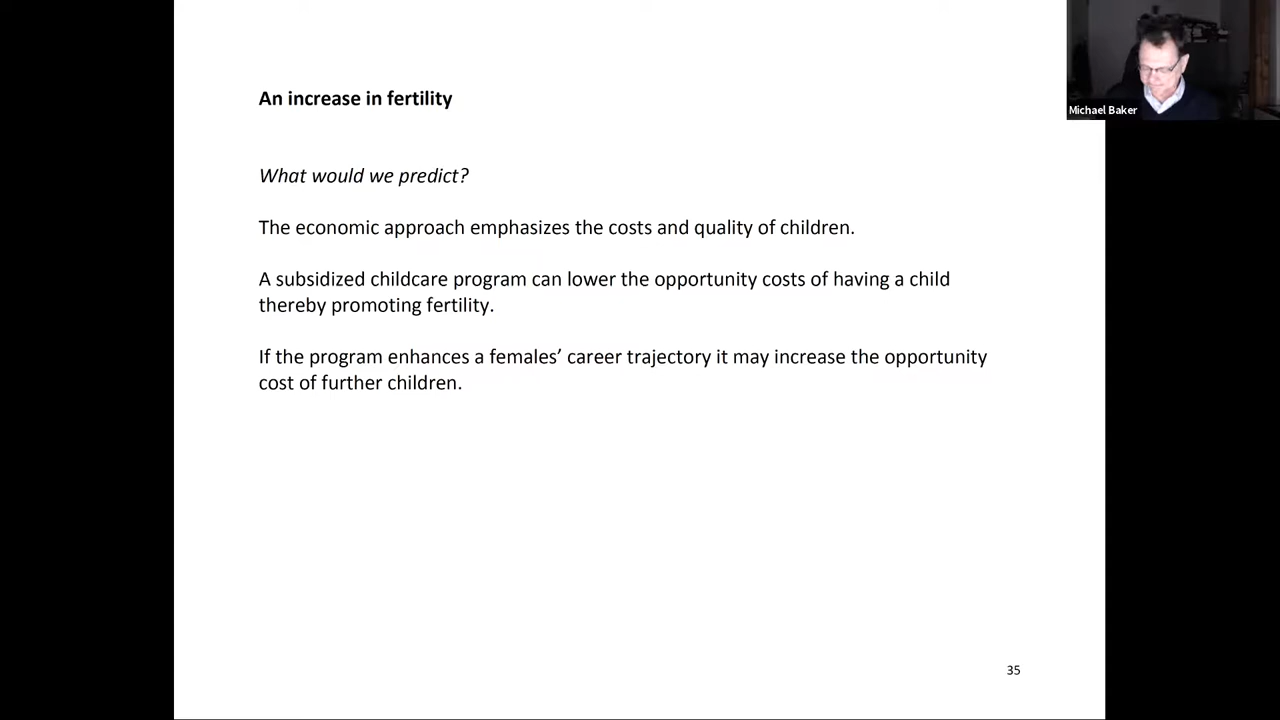 An increase in fertility
Michael Baker
What would we predict?
The economic approach emphasizes the costs and quality of children.
A subsidized childcare program can lower the opportunity costs of having a child
thereby promoting fertility.
If the program enhances a females’ career trajectory it may increase the opportunity
cost of further children.
35